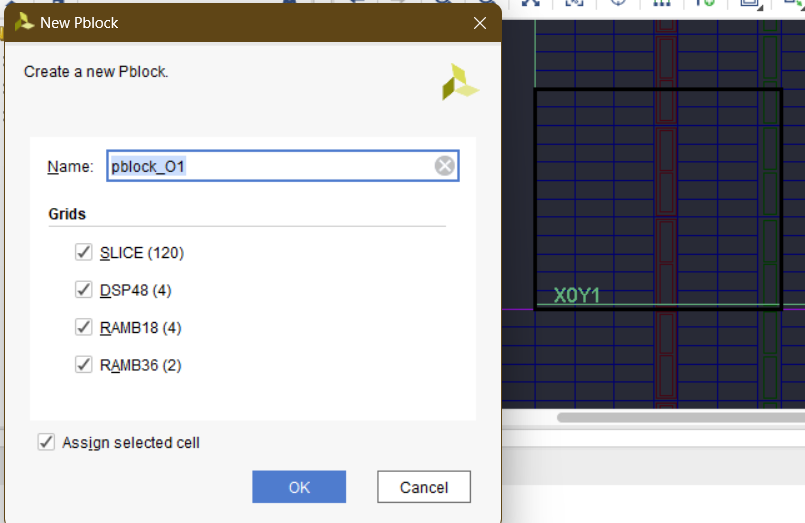 New Pblock
Create a new Pblock.
Name: pblock_O1
Grids
SLICE (120)
DSP48 (4)
RAMB18 (4)
RAMB36 (2)
Assign selected cell
OK
Cancel
X0Y1